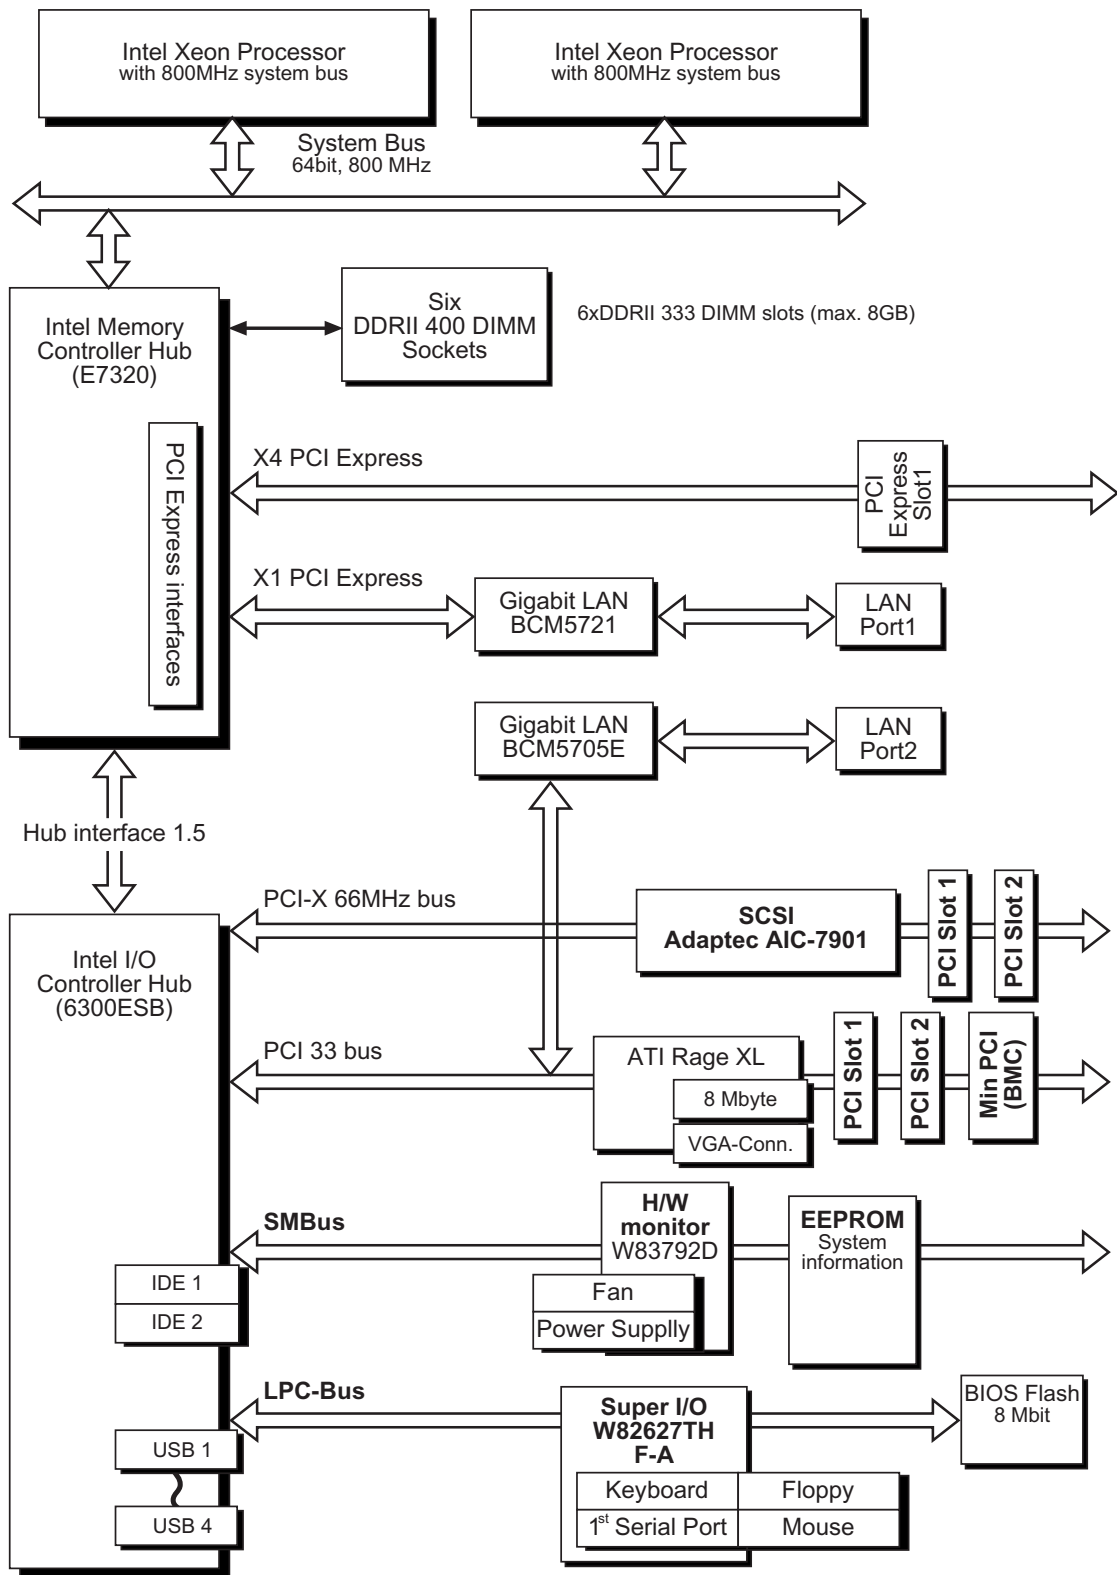 Intel Xeon Processor
with 800MHz system bus
Intel Xeon Processor
with 800MHz system bus
System Bus
64bit, 800 MHz
Intel Memory
Controller Hub
(E7320)
Six
DDRII 400 DIMM
Sockets
6xDDRII 333 DIMM slots (max. 8GB)
PCI Express interfaces
X4 PCI Express
PCI
Express
Slot1
X1 PCI Express
Gigabit LAN
BCM5721
LAN
Port1
Gigabit LAN
BCM5705E
LAN
Port2
Hub interface 1.5
Intel I/O
Controller Hub
(6300ESB)
PCI-X 66MHz bus
SCSI
Adaptec AIC-7901
PCI Slot 1
PCI Slot 2
PCI 33 bus
ATI Rage XL
8 Mbyte
VGA-Conn.
PCI Slot 1
PCI Slot 2
Min PCI
(BMC)
SMBus
H/W
monitor
W83792D
Fan
Power Supplly
EEPROM
System
information
IDE 1
IDE 2
LPC-Bus
Super I/O
W82627TH
F-A
Keyboard
Floppy
1st Serial Port
Mouse
BIOS Flash
8 Mbit
USB 1
USB 4